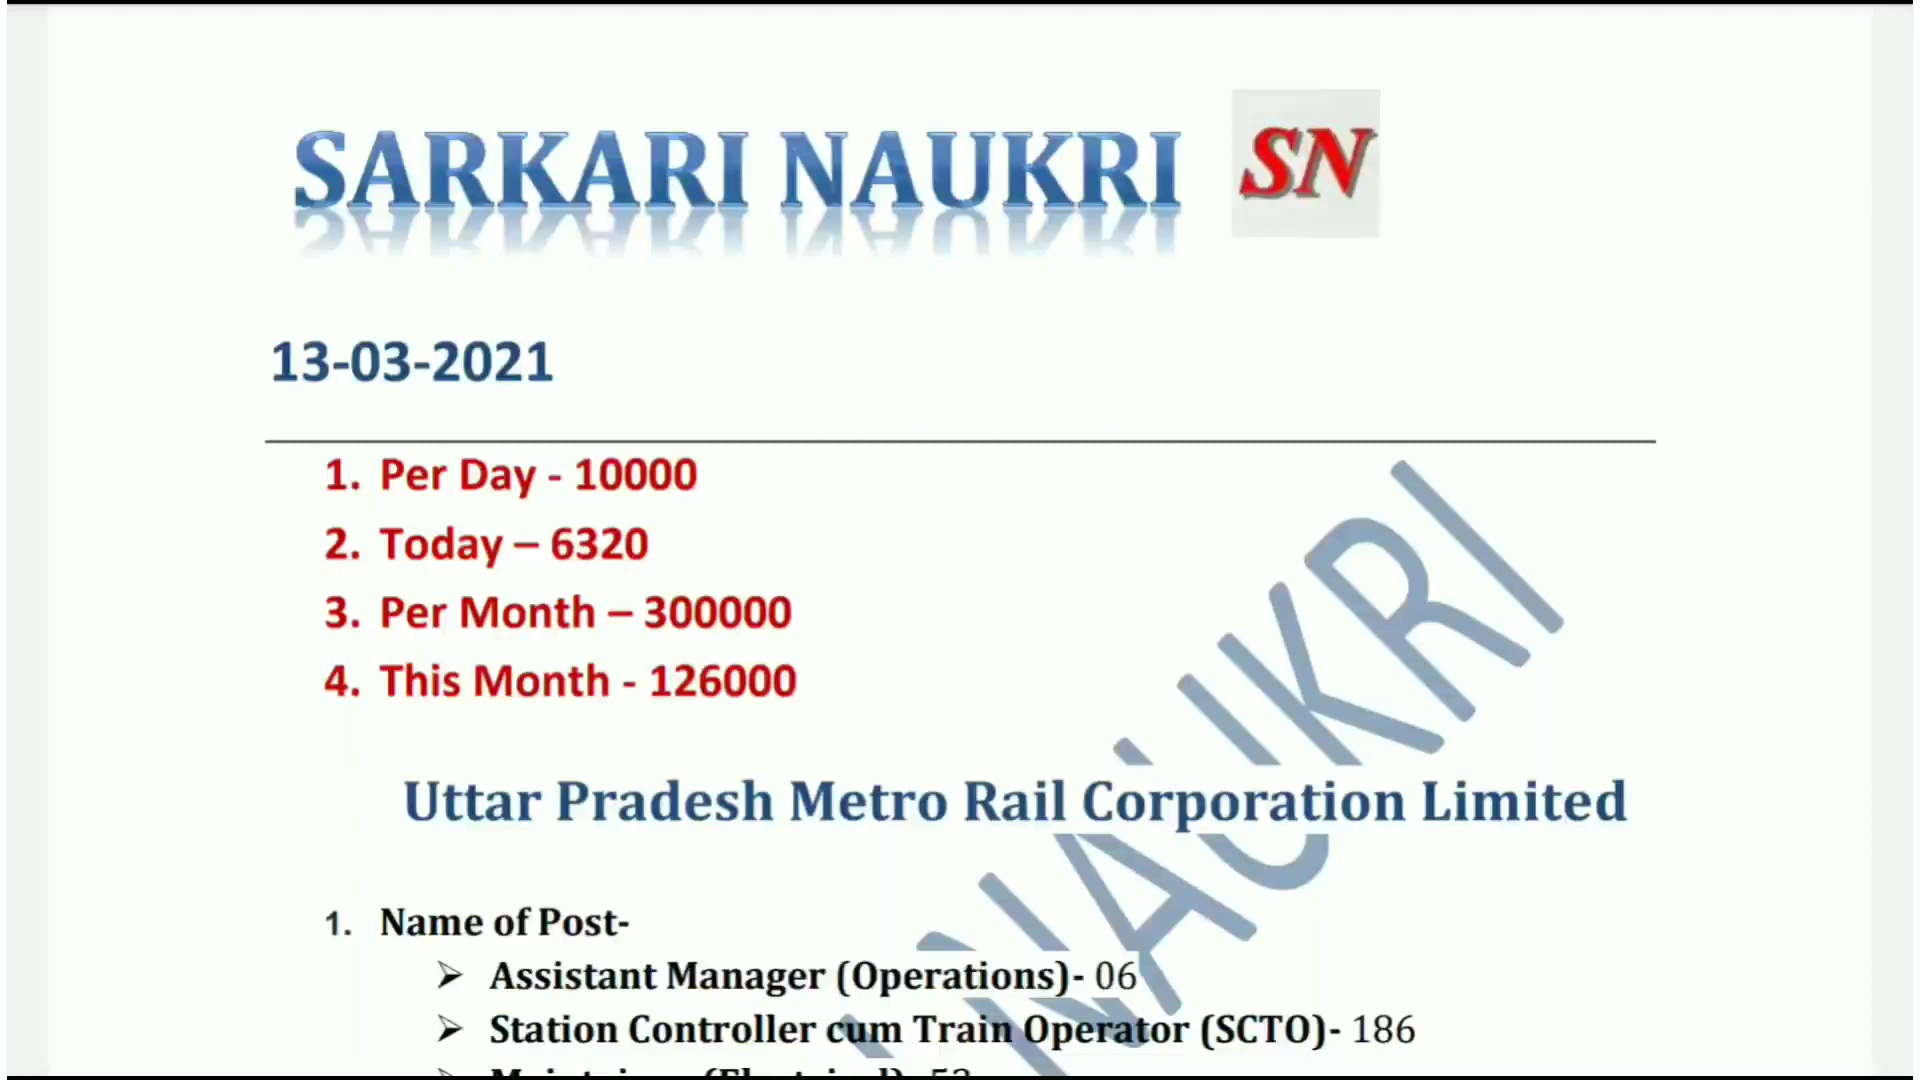 SARKARI NAUKRI SN
13-03-2021
1. Per Day - 10000
2. Today – 6320
3. Per Month – 300000
4. This Month - 126000
Uttar Pradesh Metro Rail Corporation Limited
1. Name of Post-
➢ Assistant Manager (Operations)- 06
➢ Station Controller cum Train Operator (SCTO)- 186
NAUKRI